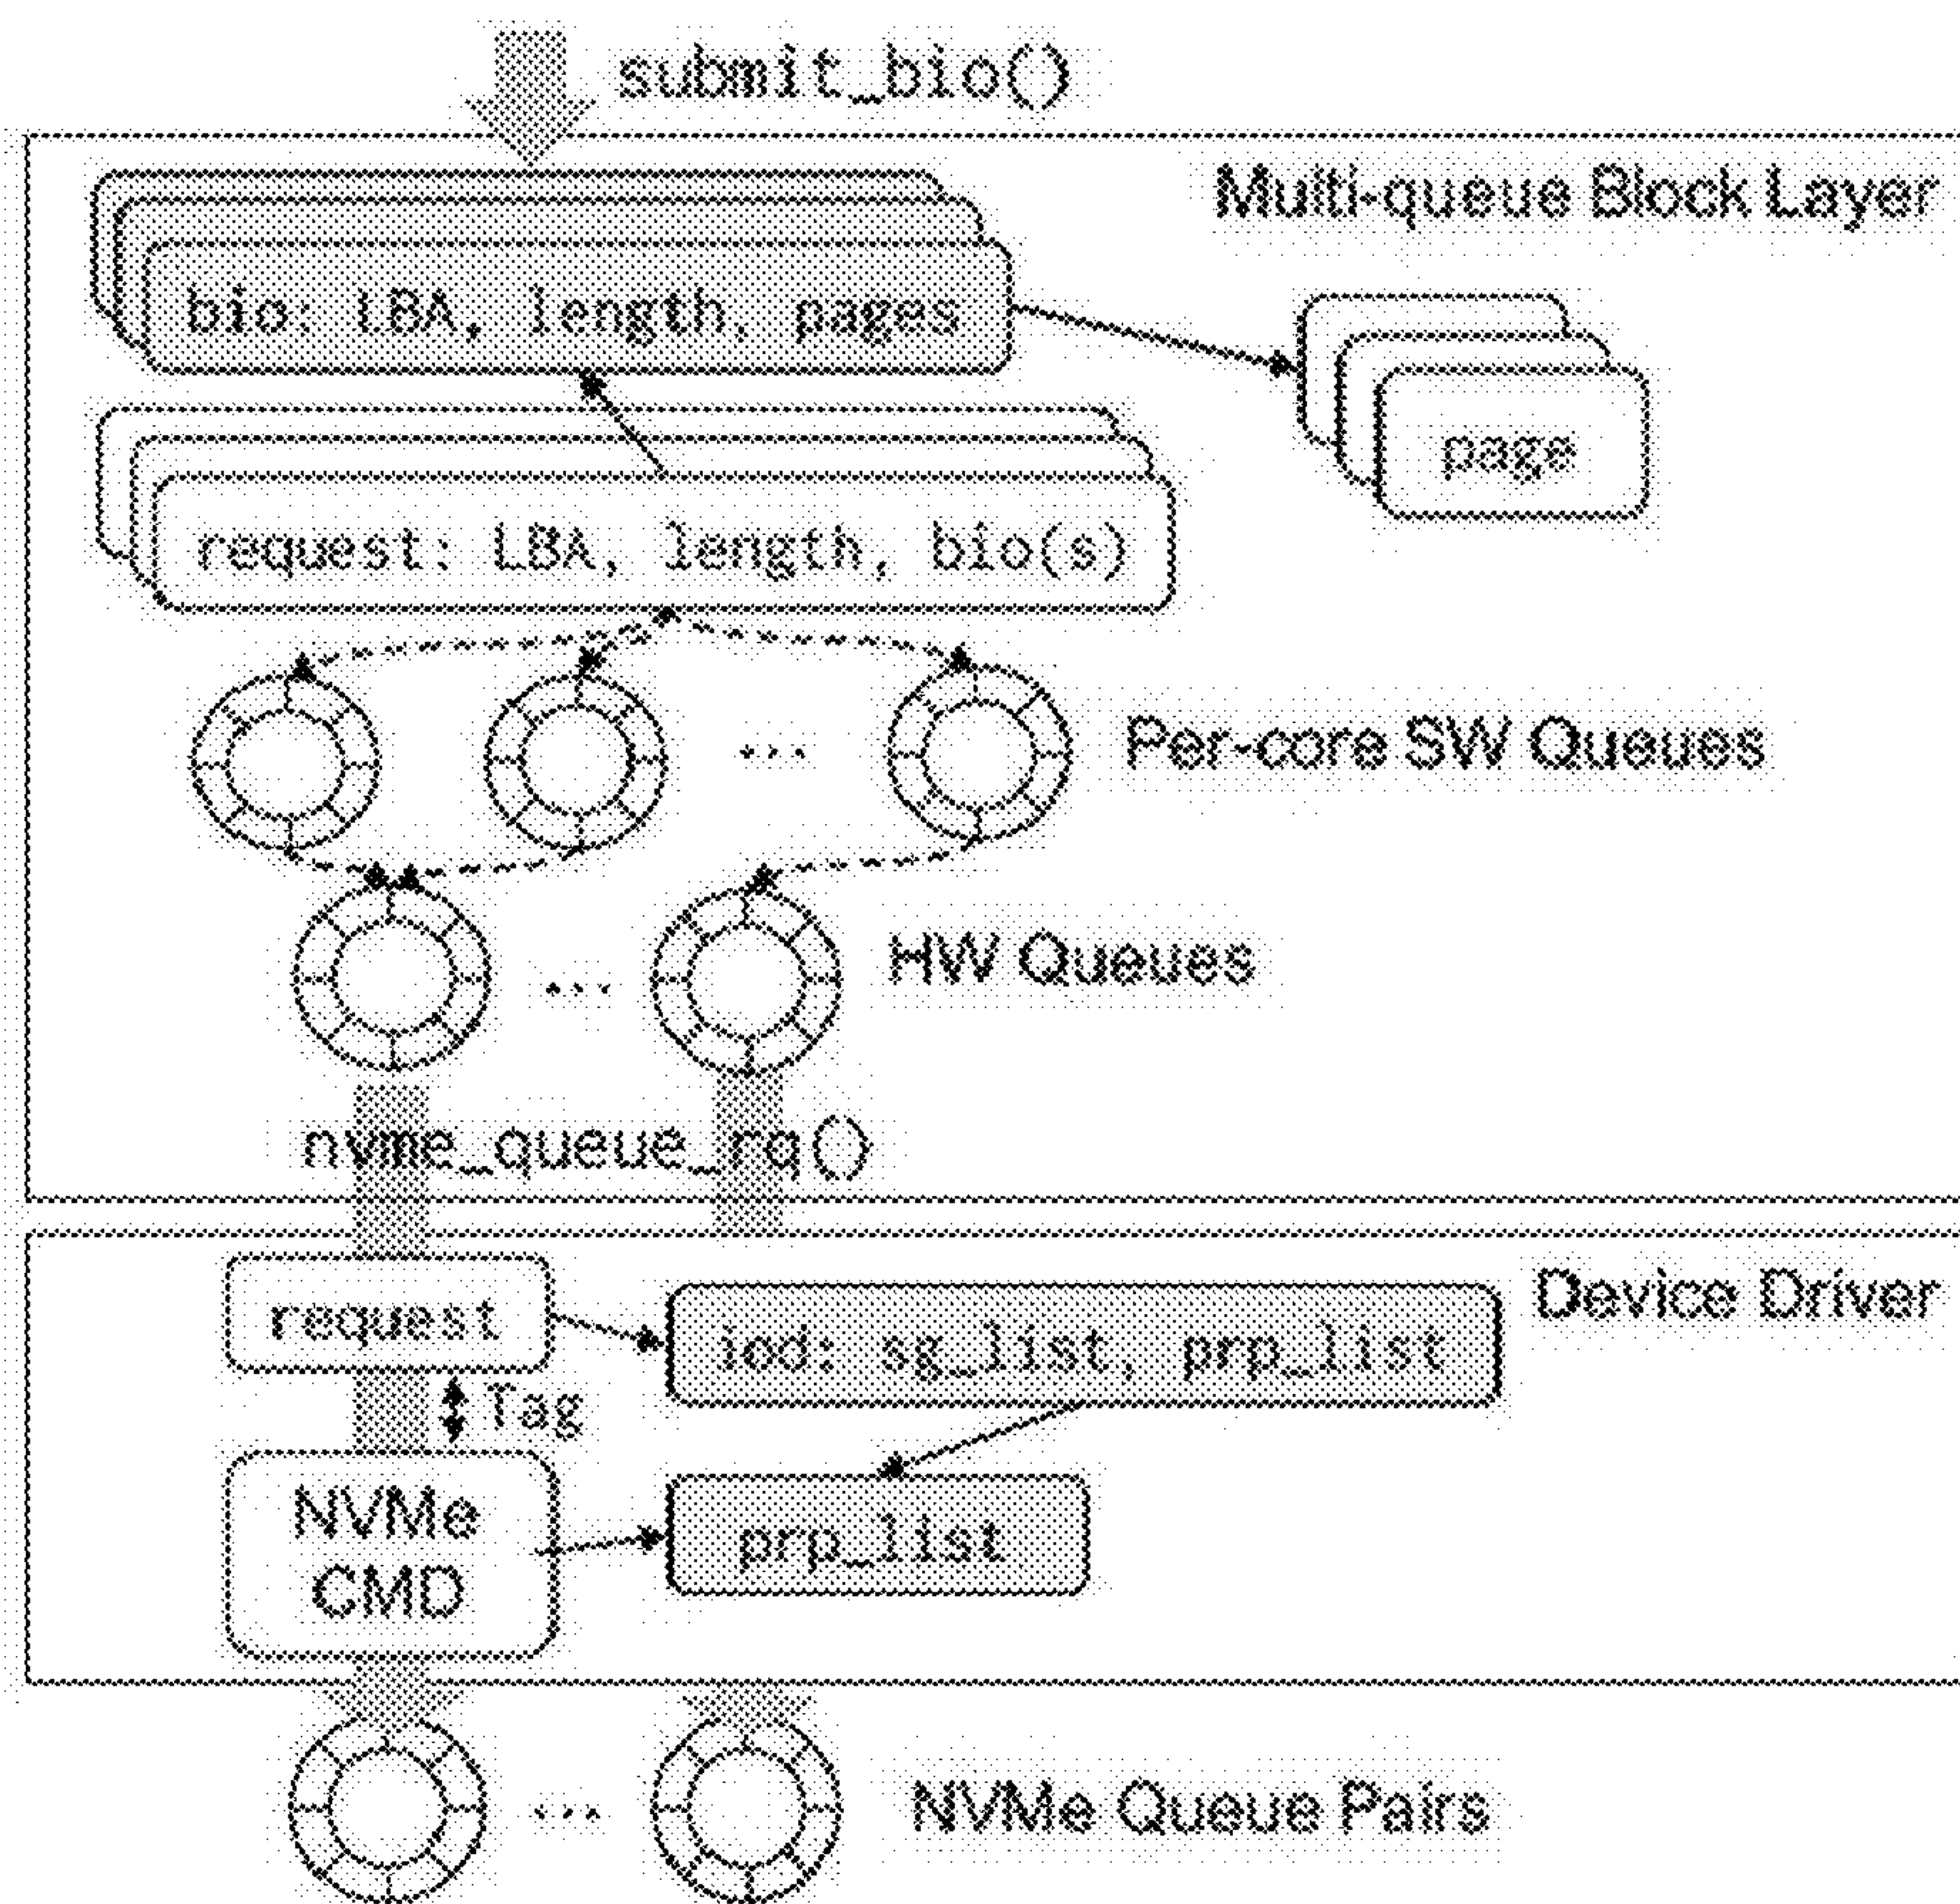 submit_bio()
Multi-queue Block Layer
bio: LBA, length, pages
page
request: LBA, length, bio(s)
...
Per-core SW Queues
...
HW Queues
nvme_queue_rq()
Device Driver
request
iod: sg_list, prp_list
Tag
NVMe
CMD
prp_list
...
NVMe Queue Pairs